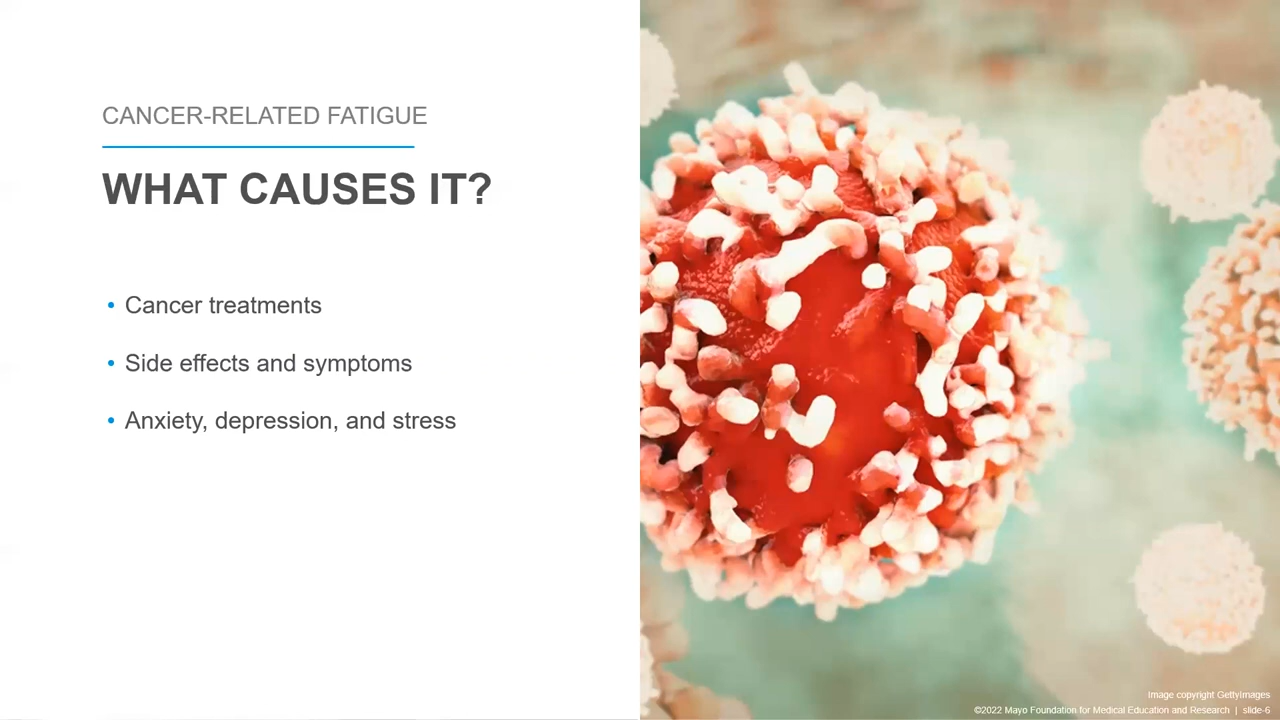 CANCER-RELATED FATIGUE
WHAT CAUSES IT?
• Cancer treatments
• Side effects and symptoms
• Anxiety, depression, and stress
Image copyright GettyImages
©2022 Mayo Foundation for Medical Education and Research | slide-6